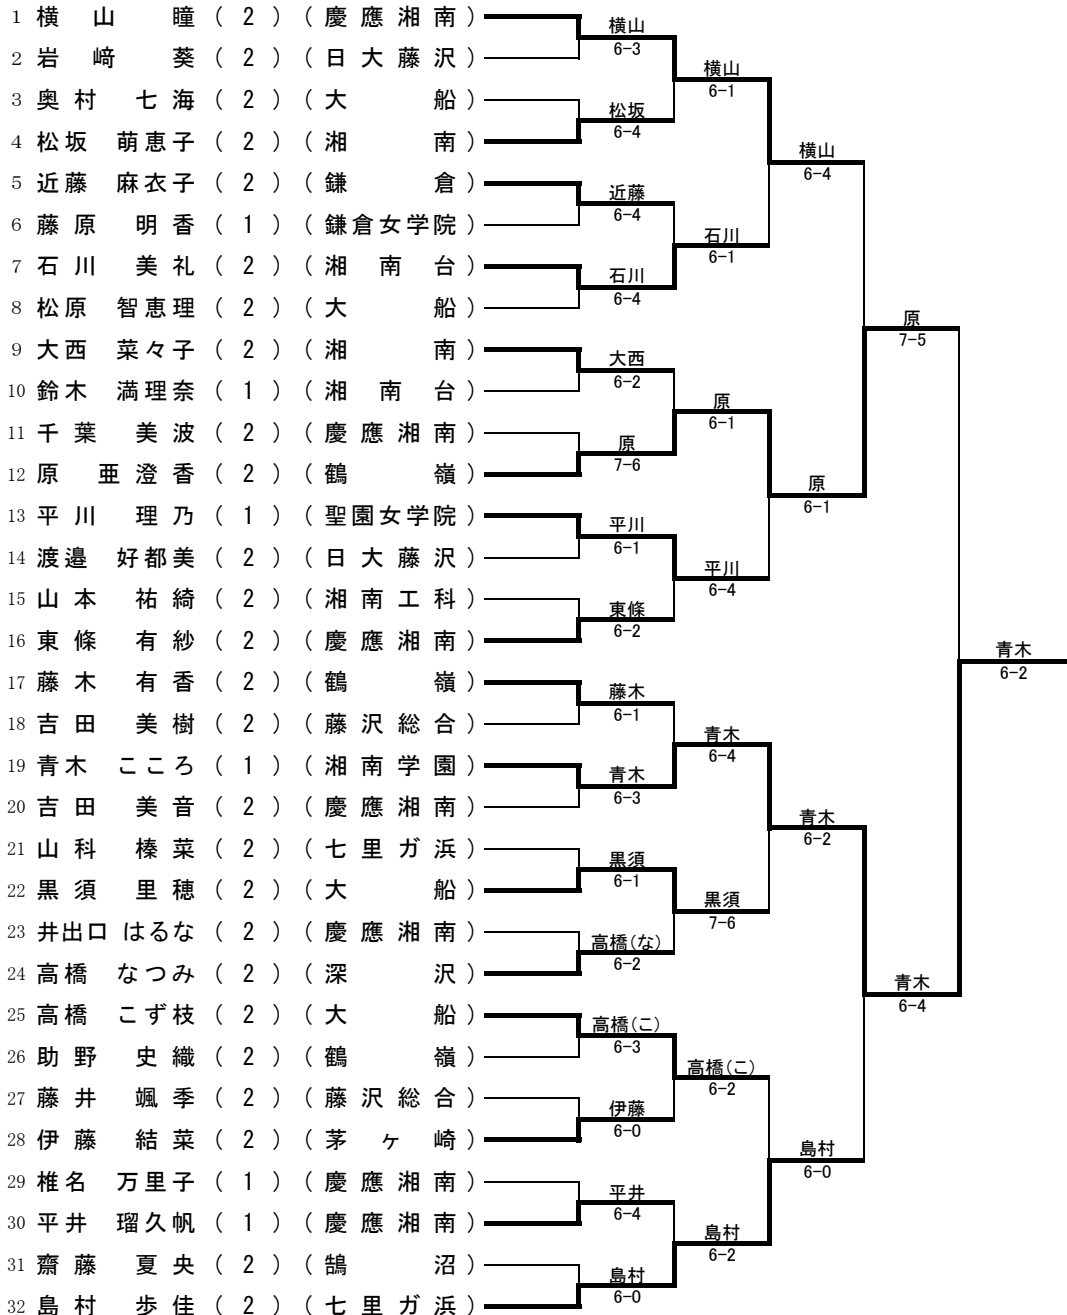 1 横山 瞳 ( 2 ) ( 慶應湘南 )
横山
6-3
2 岩﨑 葵 ( 2 ) ( 日大藤沢 )
横山
6-1
3 奥村 七海 ( 2 ) ( 大船 )
松坂
6-4
4 松坂 萌恵子 ( 2 ) ( 湘南 )
横山
6-4
5 近藤 麻衣子 ( 2 ) ( 鎌倉 )
近藤
6-4
6 藤原 明香 ( 1 ) ( 鎌倉女学院 )
石川
6-1
7 石川 美礼 ( 2 ) ( 湘南台 )
石川
6-4
8 松原 智恵理 ( 2 ) ( 大船 )
原
7-5
9 大西 菜々子 ( 2 ) ( 湘南 )
大西
6-2
10 鈴木 満理奈 ( 1 ) ( 湘南台 )
原
6-1
11 千葉 美波 ( 2 ) ( 慶應湘南 )
原
7-6
12 原 亜澄香 ( 2 ) ( 鶴嶺 )
原
6-1
13 平川 理乃 ( 1 ) ( 聖園女学院 )
平川
6-1
14 渡邉 好都美 ( 2 ) ( 日大藤沢 )
平川
6-4
15 山本 祐綺 ( 2 ) ( 湘南工科 )
東條
6-2
16 東條 有紗 ( 2 ) ( 慶應湘南 )
青木
6-2
17 藤木 有香 ( 2 ) ( 鶴嶺 )
藤木
6-1
18 吉田 美樹 ( 2 ) ( 藤沢総合 )
青木
6-4
19 青木 こころ ( 1 ) ( 湘南学園 )
青木
6-3
20 吉田 美音 ( 2 ) ( 慶應湘南 )
青木
6-2
21 山科 榛菜 ( 2 ) ( 七里ガ浜 )
黒須
6-1
22 黒須 里穂 ( 2 ) ( 大船 )
黒須
7-6
23 井出口 はるな ( 2 ) ( 慶應湘南 )
高橋(な)
6-2
24 高橋 なつみ ( 2 ) ( 深沢 )
青木
6-4
25 高橋 こず枝 ( 2 ) ( 大船 )
高橋(こ)
6-3
26 助野 史織 ( 2 ) ( 鶴嶺 )
高橋(こ)
6-2
27 藤井 颯季 ( 2 ) ( 藤沢総合 )
伊藤
6-0
28 伊藤 結菜 ( 2 ) ( 茅ヶ崎 )
島村
6-0
29 椎名 万里子 ( 1 ) ( 慶應湘南 )
平井
6-4
30 平井 瑠久帆 ( 1 ) ( 慶應湘南 )
島村
6-2
31 齋藤 夏央 ( 2 ) ( 鵠沼 )
島村
6-0
32 島村 歩佳 ( 2 ) ( 七里ガ浜 )